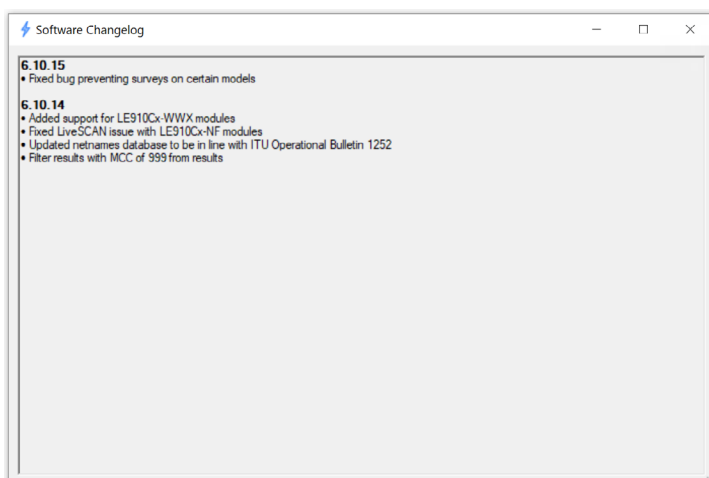 Software Changelog
6.10.15
• Fixed bug preventing surveys on certain models
6.10.14
• Added support for LE910Cx-WWX modules
• Fixed LiveSCAN issue with LE910Cx-NF modules
• Updated netnames database to be in line with ITU Operational Bulletin 1252
• Filter results with MCC of 999 from results